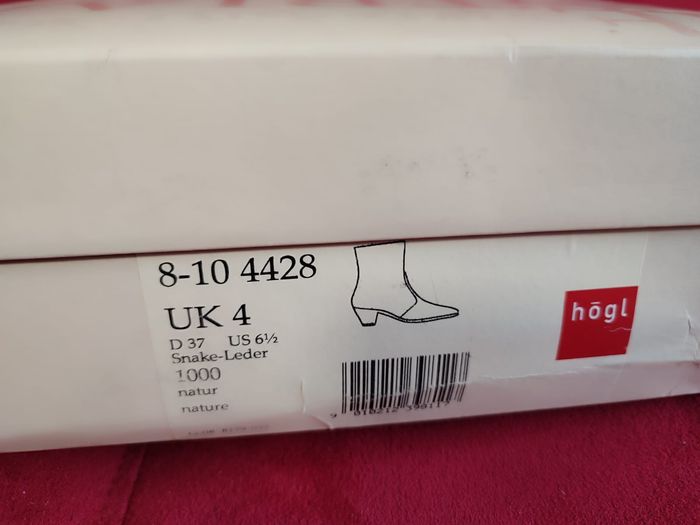 8-10 4428
UK 4
D 37 US 6½
Snake-Leder
1000
natur
nature
högl